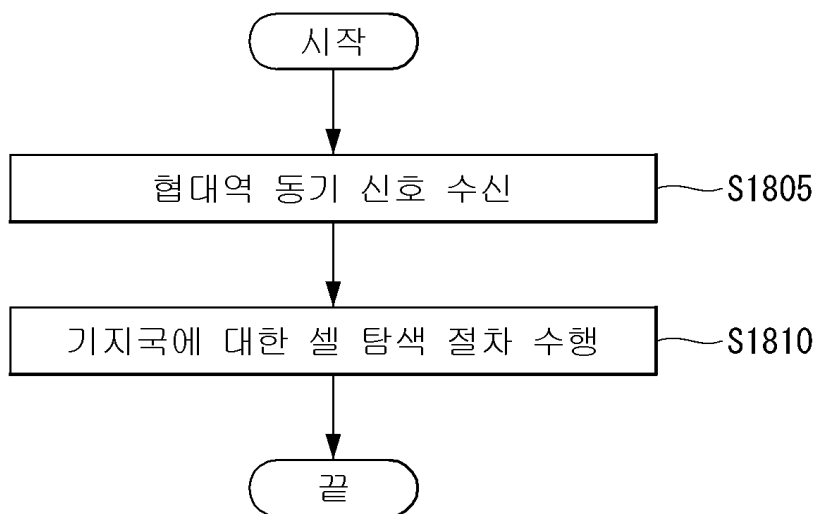 시작
협대역 동기 신호 수신
S1805
기지국에 대한 셀 탐색 절차 수행
S1810
끝